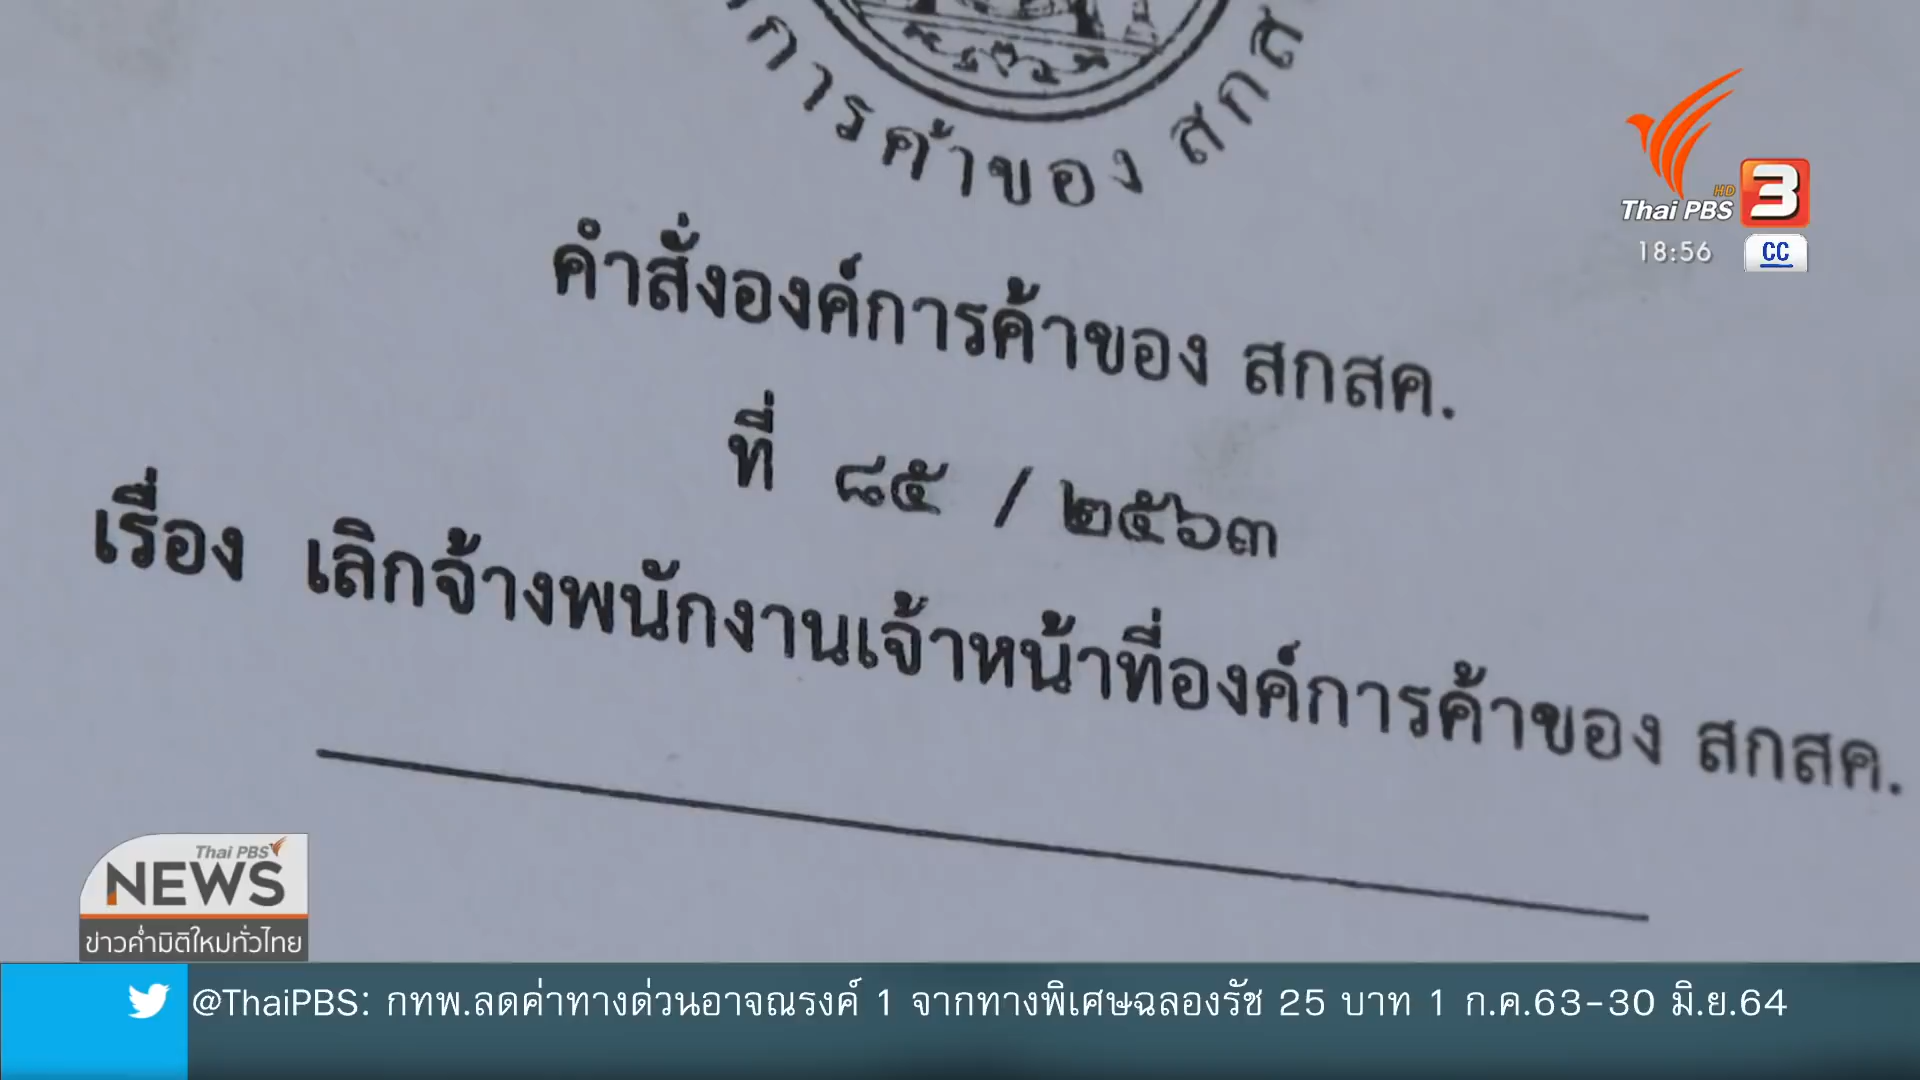 การค้าของ สกส
คำสั่งองค์การค้าของ สกสค.
ที่ ๘๕ / ๒๕๖๓
เรื่อง เลิกจ้างพนักงานเจ้าหน้าที่องค์การค้าของ สกสค.
Thai PBS HD 3
18:56 CC
Thai PBS
NEWS
ข่าวค่ำมิติใหม่ทั่วไทย
@ThaiPBS: กทพ.ลดค่าทางด่วนอาจณรงค์ 1 จากทางพิเศษฉลองรัช 25 บาท 1 ก.ค.63-30 มิ.ย.64